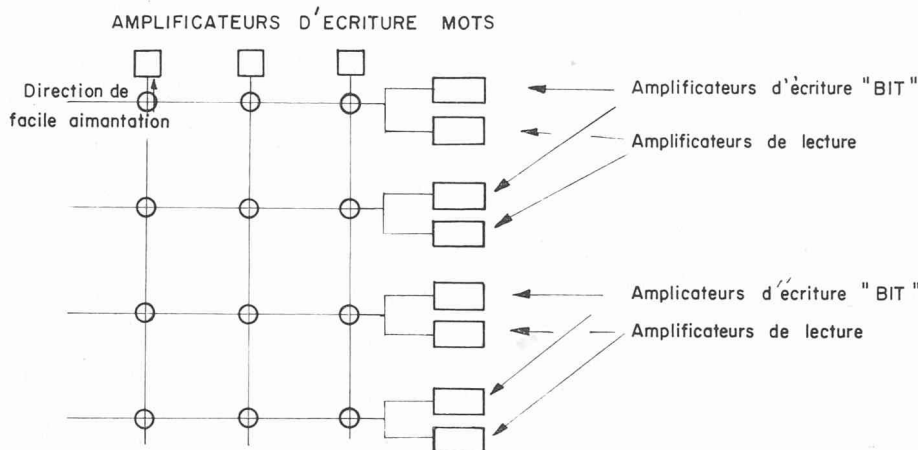 AMPLIFICATEURS D'ECRITURE MOTS
Direction de
facile aimantation
Amplificateurs d'écriture "BIT"
Amplificateurs de lecture
Amplicateurs d'écriture "BIT"
Amplificateurs de lecture